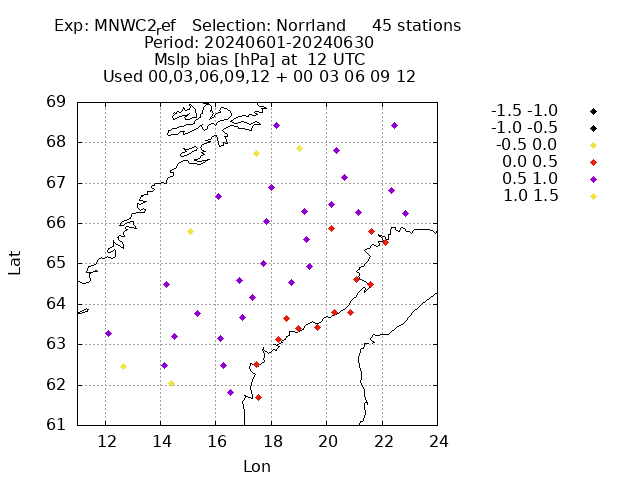 Exp: MNWC2ref   Selection: Norrland     45 stations
Period: 20240601-20240630
Mslp bias [hPa] at  12 UTC
Used 00,03,06,09,12 + 00 03 06 09 12
69
68
67
66
65
64
63
62
61
12 14 16 18 20 22 24
Lat
Lon
-1.5 -1.0
-1.0 -0.5
-0.5 0.0
0.0 0.5
0.5 1.0
1.0 1.5